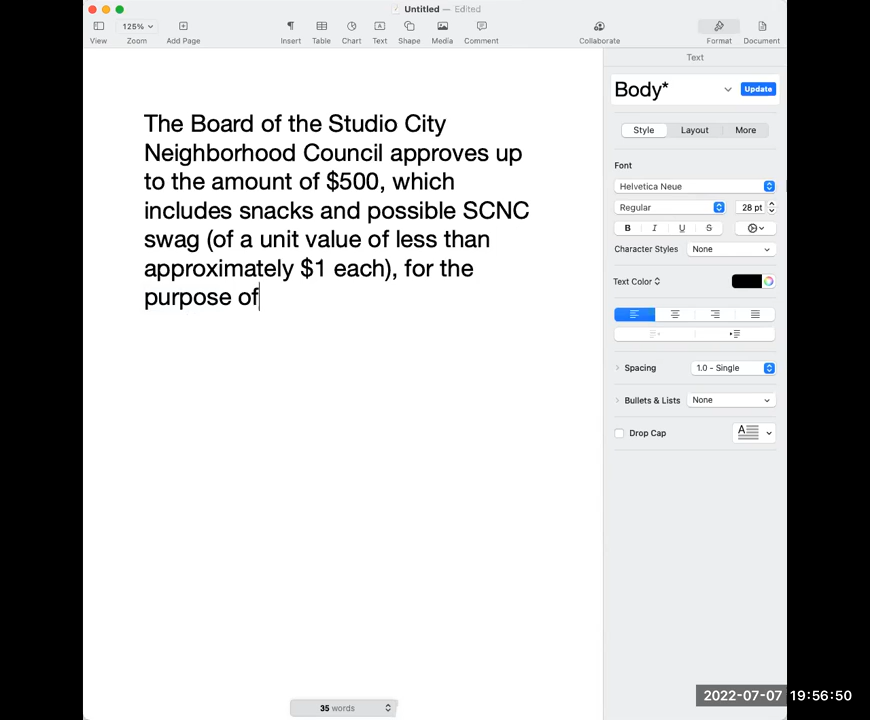 Untitled — Edited
View
125%
Zoom
Add Page
Insert
Table
Chart
Text
Shape
Media
Comment
Collaborate
Format
Document
The Board of the Studio City
Neighborhood Council approves up
to the amount of $500, which
includes snacks and possible SCNC
swag (of a unit value of less than
approximately $1 each), for the
purpose of
35 words
Text
Body*
Update
Style
Layout
More
Font
Helvetica Neue
Regular
28 pt
B I U S
Character Styles
None
Text Color
Spacing
1.0 - Single
Bullets & Lists
None
Drop Cap
A
2022-07-07 19:56:50